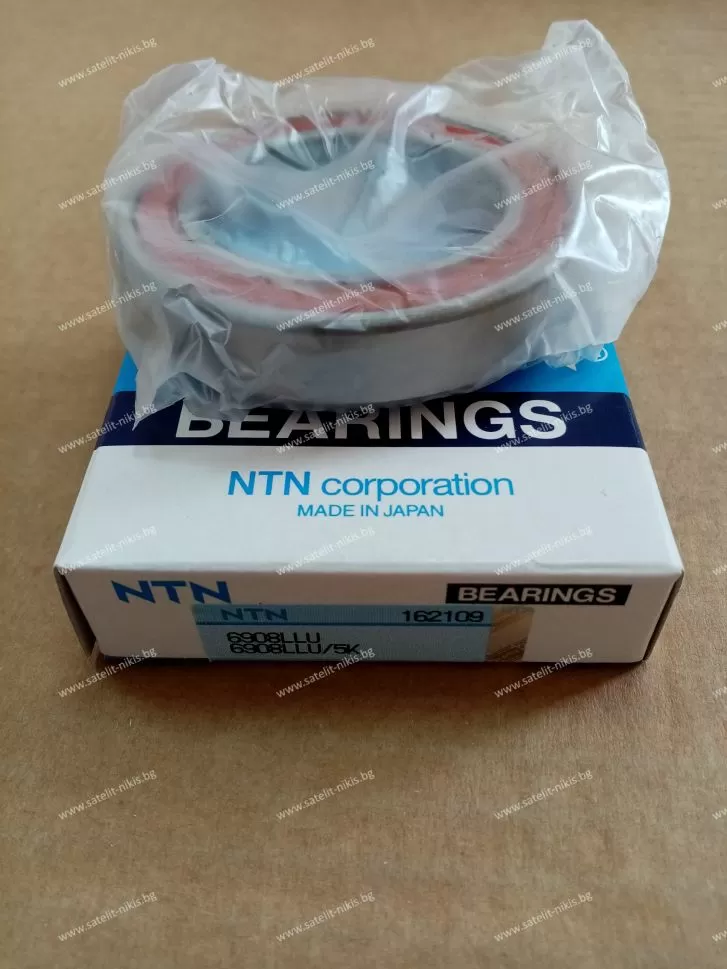 www.satelit-nikis.bg
BEARINGS
®
NTN corporation
MADE IN JAPAN
NTN
BEARINGS
NTN 162109
6908LLU
6908LLU/5K